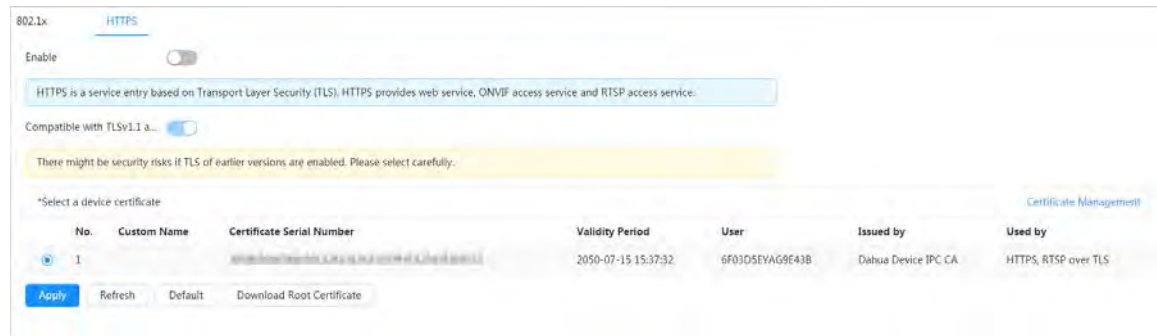 802.1x HTTPS
Enable
HTTPS is a service entry based on Transport Layer Security (TLS). HTTPS provides web service, ONVIF access service and RTSP access service.
Compatible with TLSv1.1 a...
There might be security risks if TLS of earlier versions are enabled. Please select carefully.
*Select a device certificate Certificate Management
No. Custom Name Certificate Serial Number Validity Period User Issued by Used by
1 2050-07-15 15:37:32 6F03D5EYAG9E43B Dahua Device IPC CA HTTPS, RTSP over TLS
Apply Refresh Default Download Root Certificate